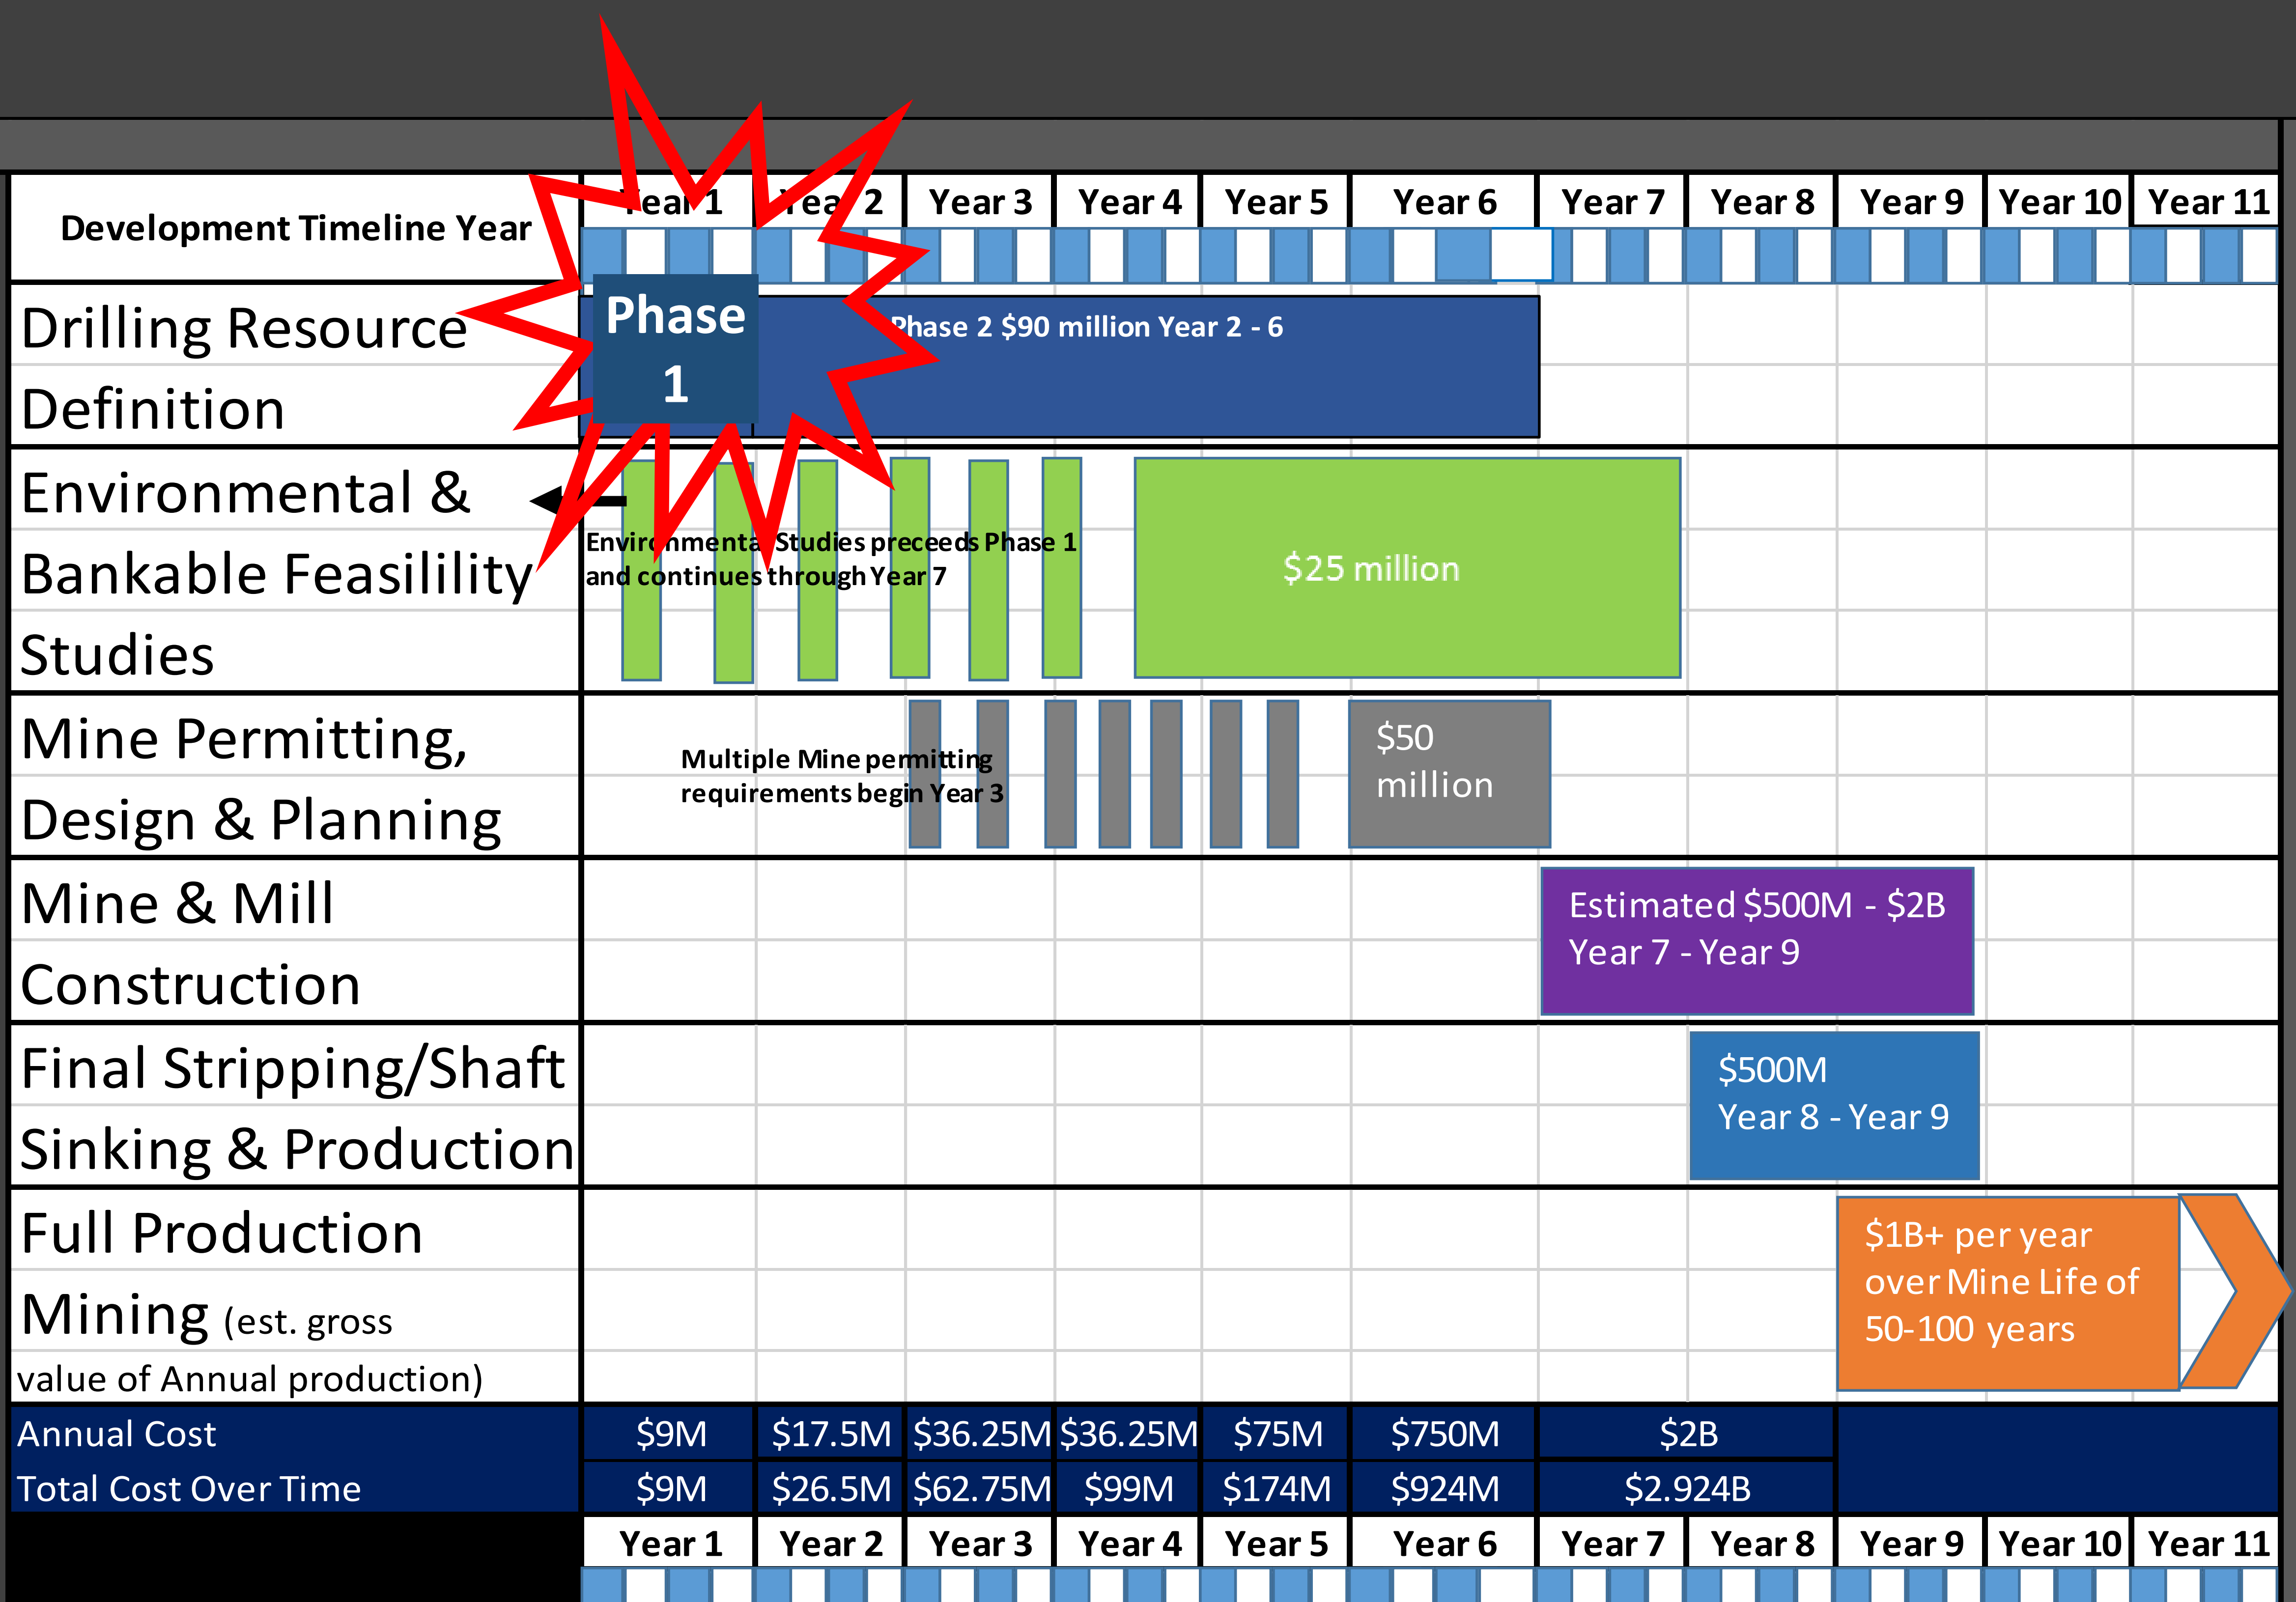 Development Timeline Year
Year 1 Year 2 Year 3 Year 4 Year 5 Year 6 Year 7 Year 8 Year 9 Year 10 Year 11
Drilling Resource
Definition
Phase
1
Phase 2 $90 million Year 2 - 6
Environmental &
Bankable Feasilility
Studies
Environmental Studies preceeds Phase 1
and continues through Year 7
$25 million
Mine Permitting,
Design & Planning
Multiple Mine permitting
requirements begin Year 3
$50
million
Mine & Mill
Construction
Estimated $500M - $2B
Year 7 - Year 9
Final Stripping/Shaft
Sinking & Production
$500M
Year 8 - Year 9
Full Production
Mining (est. gross
value of Annual production)
$1B+ per year
over Mine Life of
50-100 years
Annual Cost $9M $17.5M $36.25M $36.25M $75M $750M $2B
Total Cost Over Time $9M $26.5M $62.75M $99M $174M $924M $2.924B
Year 1 Year 2 Year 3 Year 4 Year 5 Year 6 Year 7 Year 8 Year 9 Year 10 Year 11